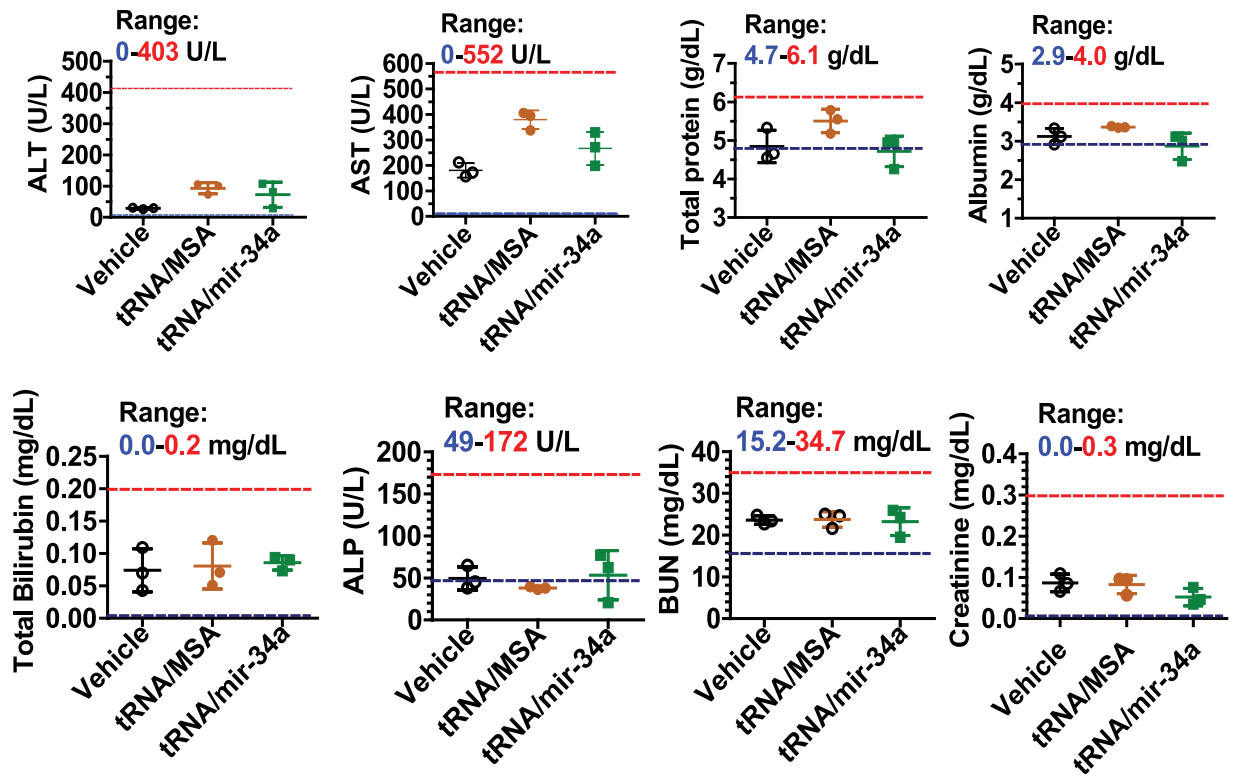 Range:
0-403 U/L
ALT (U/L)
500
400
300
200
100
0
Vehicle
tRNA/MSA
tRNA/mir-34a
Range:
0-552 U/L
AST (U/L)
600
500
400
300
200
100
0
Vehicle
tRNA/MSA
tRNA/mir-34a
Range:
4.7-6.1 g/dL
Total protein (g/dL)
7
6
5
4
3
Vehicle
tRNA/MSA
tRNA/mir-34a
Range:
2.9-4.0 g/dL
Albumin (g/dL)
5
4
3
2
1
Vehicle
tRNA/MSA
tRNA/mir-34a
Range:
0.0-0.2 mg/dL
Total Bilirubin (mg/dL)
0.25
0.20
0.15
0.10
0.05
0.00
Vehicle
tRNA/MSA
tRNA/mir-34a
Range:
49-172 U/L
ALP (U/L)
200
150
100
50
0
Vehicle
tRNA/MSA
tRNA/mir-34a
Range:
15.2-34.7 mg/dL
BUN (mg/dL)
40
30
20
10
0
Vehicle
tRNA/MSA
tRNA/mir-34a
Range:
0.0-0.3 mg/dL
Creatinine (mg/dL)
0.4
0.3
0.3
0.2
0.1
0.1
0.0
Vehicle
tRNA/MSA
tRNA/mir-34a